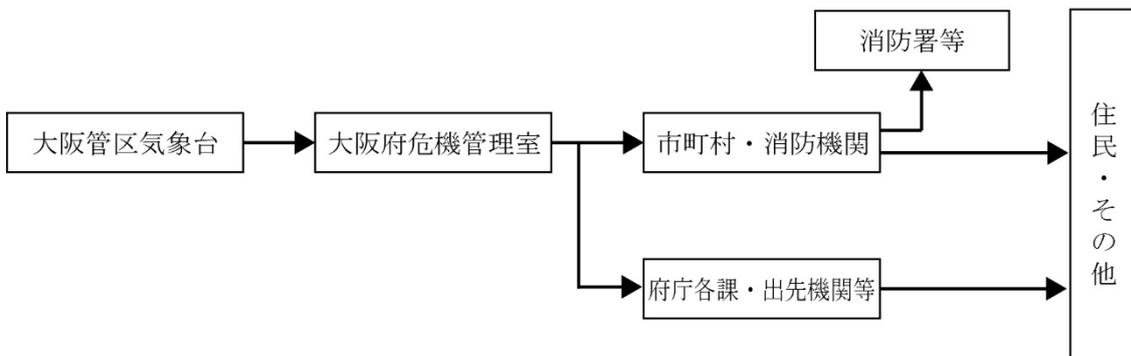 消防署等
大阪管区気象台
大阪府危機管理室
市町村・消防機関
住民・その他
府庁各課・出先機関等